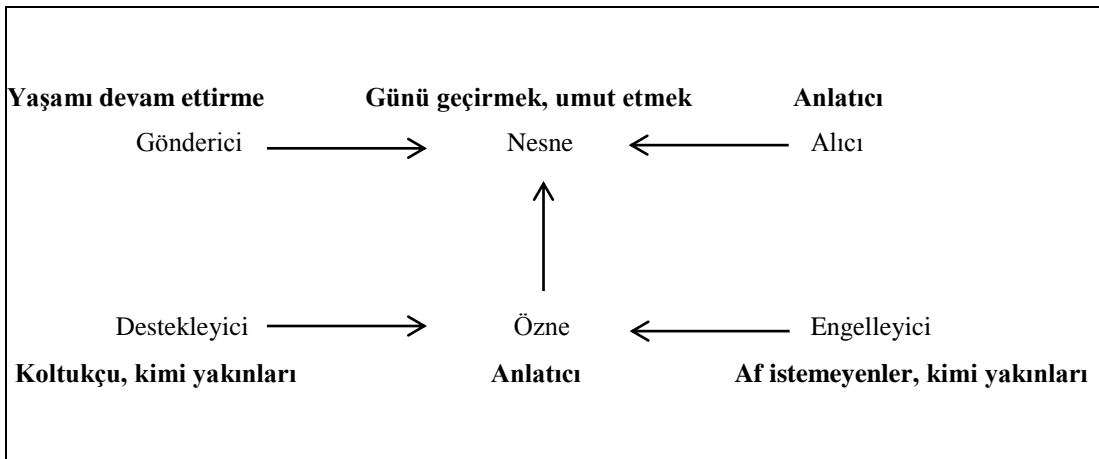 Yaşamı devam ettirme Günü geçirmek, umut etmek Anlatıcı
Gönderici Nesne Alıcı
Destekleyici Özne Engelleyici
Koltukçu, kimi yakınları Anlatıcı Af istemeyenler, kimi yakınları